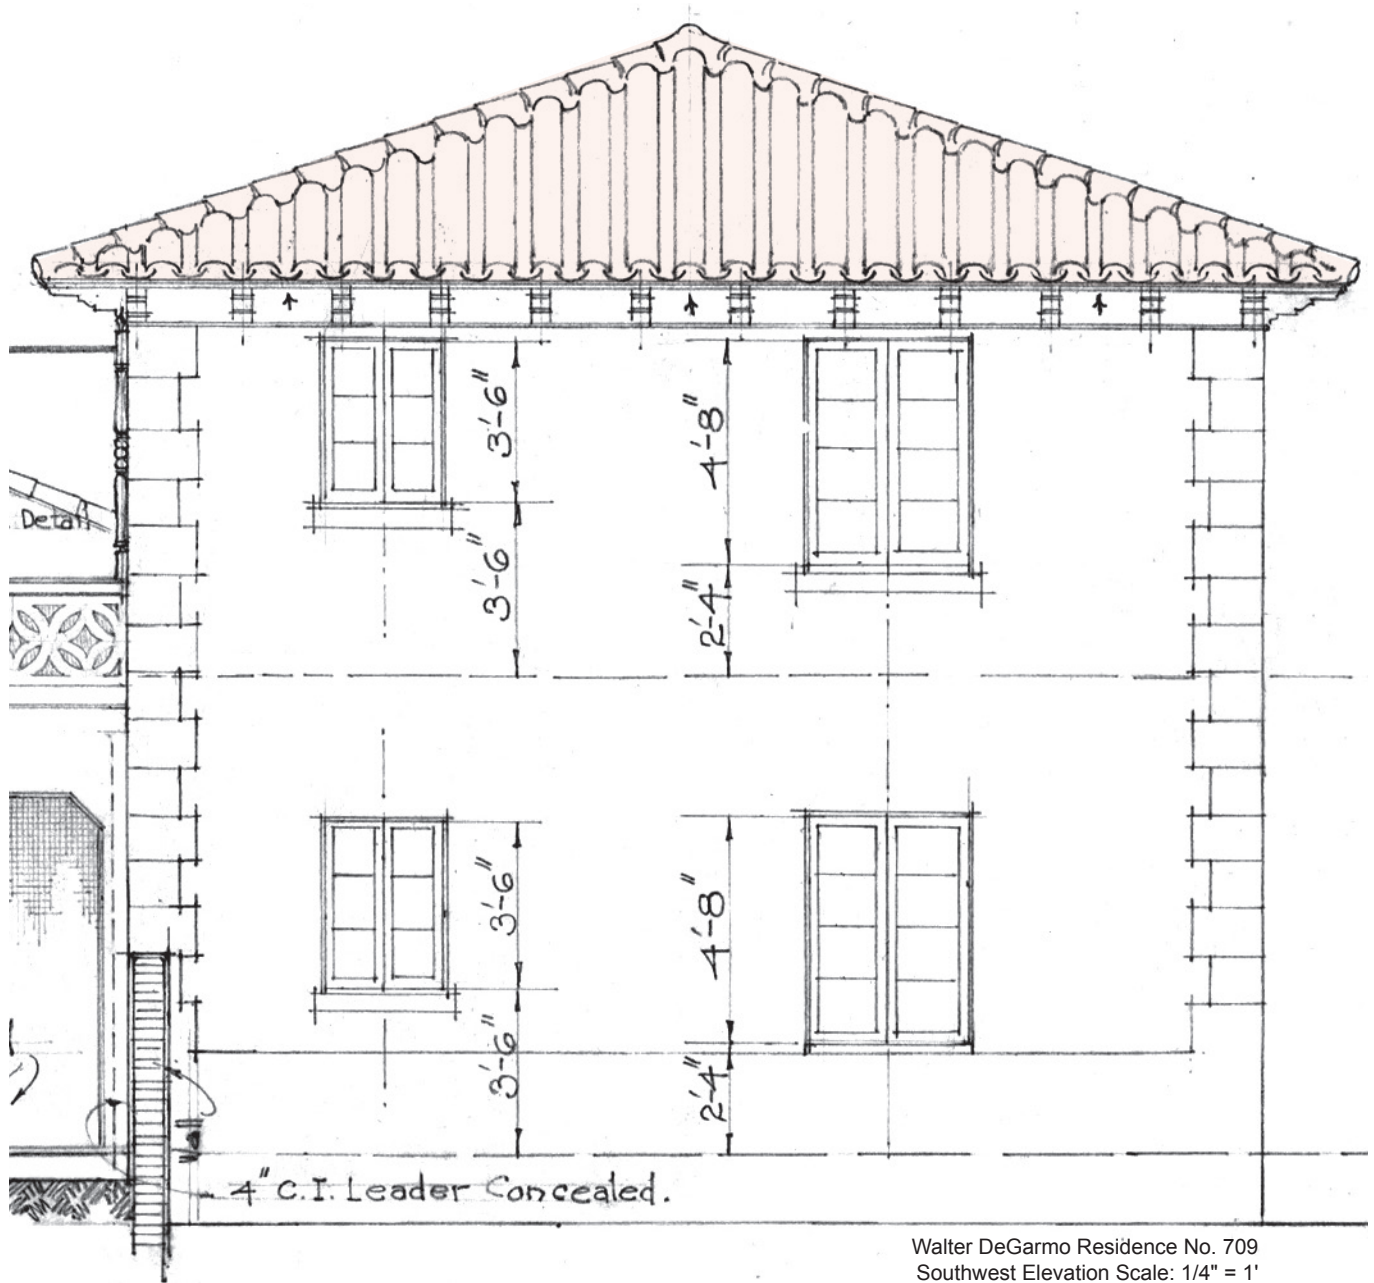 3'-6"
4'-8"
Detail
3'-6"
2'-4"
3'-6"
4'-8"
3'-6"
2'-4"
4" C.I. Leader Concealed.
Walter DeGarmo Residence No. 709
Southwest Elevation Scale: 1/4" = 1'